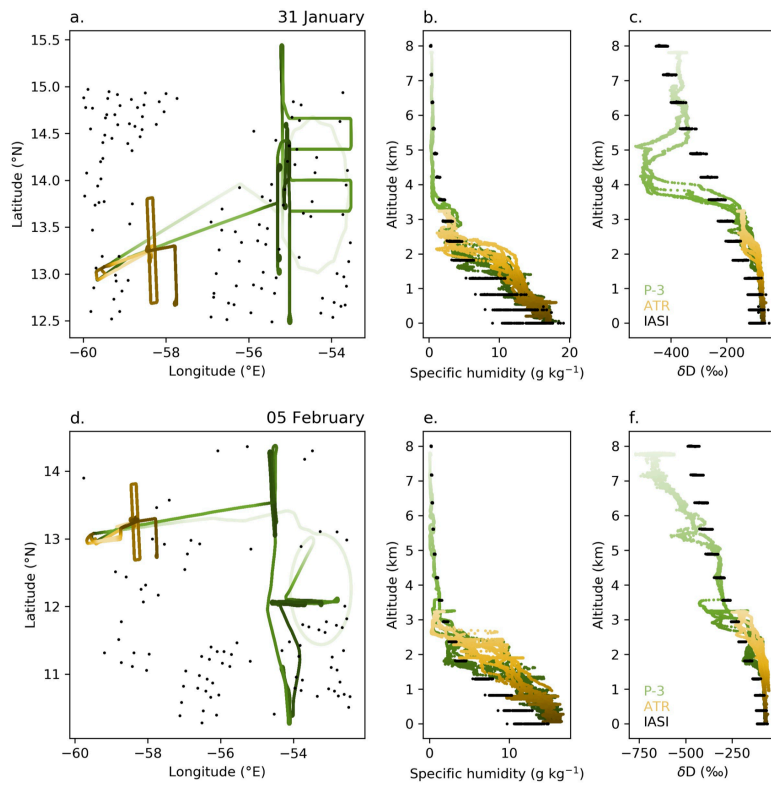 a. 31 January
15.5
15.0
14.5
14.0
13.5
13.0
12.5
Latitude (°N)
−60 −58 −56 −54
Longitude (°E)
b.
8
7
6
5
4
3
2
1
0
Altitude (km)
0 10 20
Specific humidity (g kg⁻¹)
c.
8
7
6
5
4
3
2
1
0
Altitude (km)
P-3
ATR
IASI
−500 −200
δD (‰)
d. 05 February
14
13
12
11
Latitude (°N)
−60 −58 −56 −54
Longitude (°E)
e.
8
7
6
5
4
3
2
1
0
Altitude (km)
0 10
Specific humidity (g kg⁻¹)
f.
8
7
6
5
4
3
2
1
0
Altitude (km)
P-3
ATR
IASI
−750 −500 −250
δD (‰)